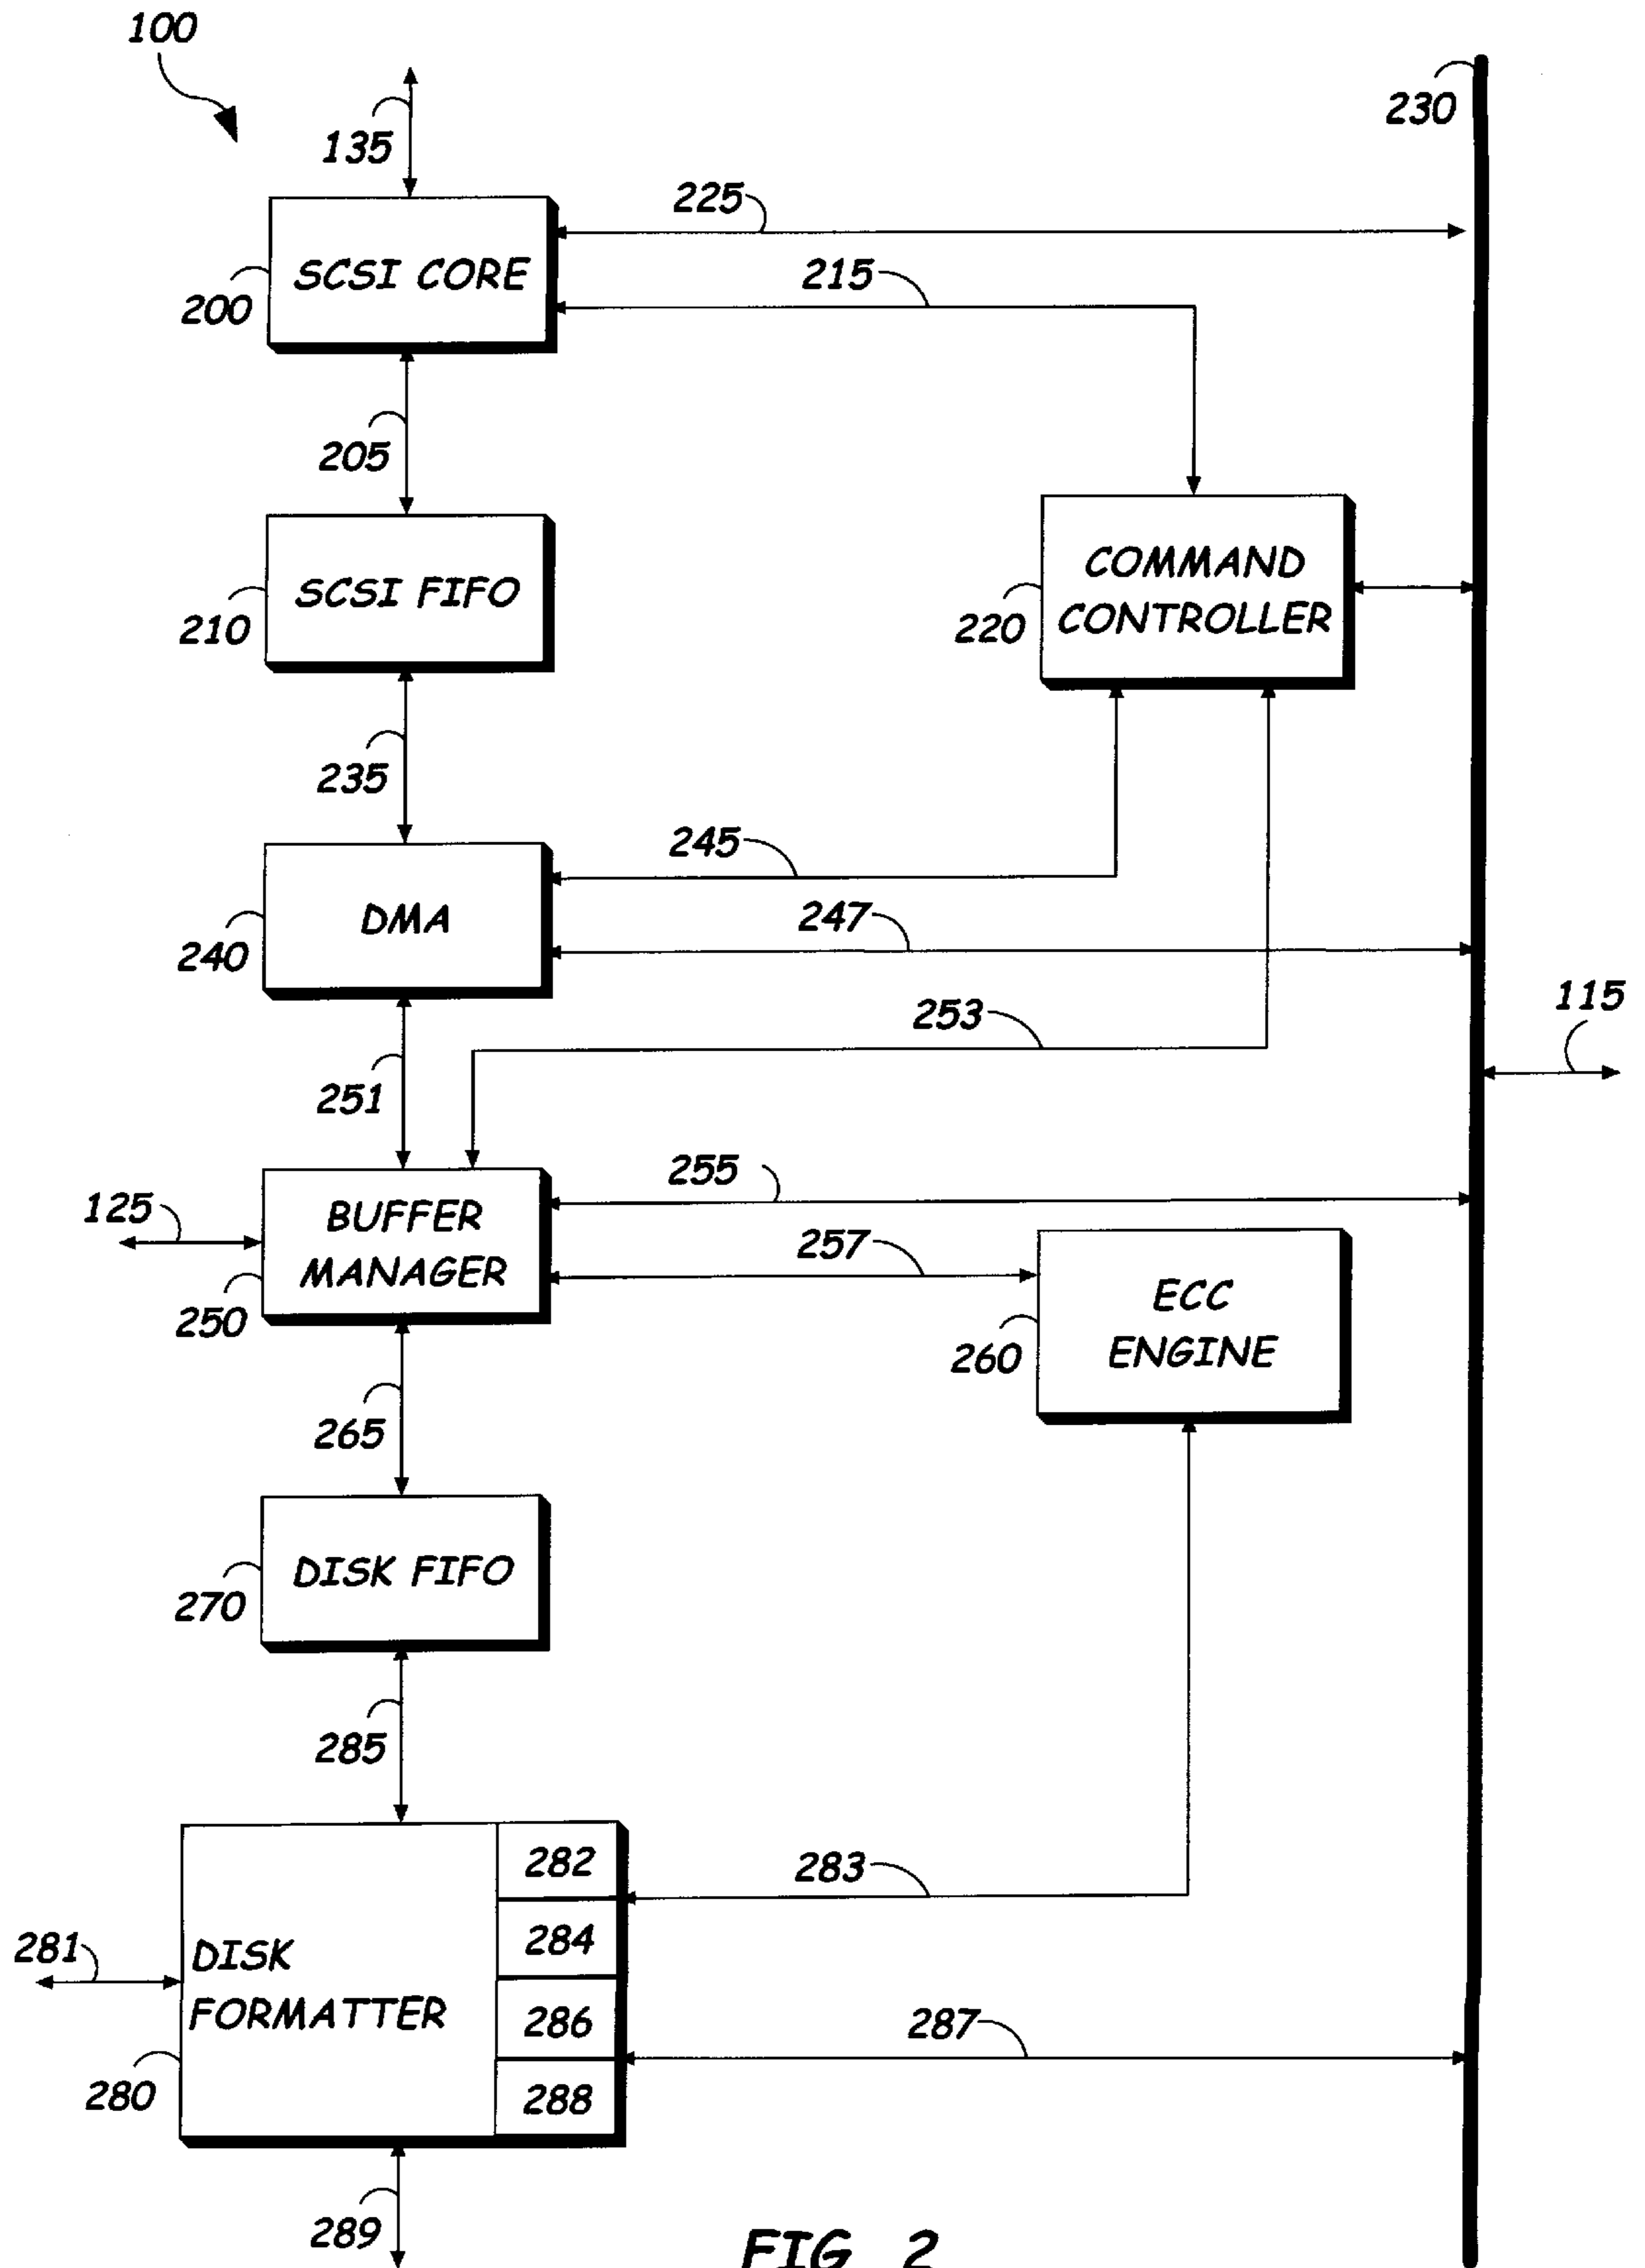 100
230
135
225
SCSI CORE
215
200
205
SCSI FIFO
210
COMMAND
CONTROLLER
220
235
245
DMA
247
240
253
115
251
255
125
BUFFER
MANAGER
257
250
ECC
ENGINE
260
265
DISK FIFO
270
285
282
283
284
281
DISK
FORMATTER
286
287
280
288
289
FIG 2